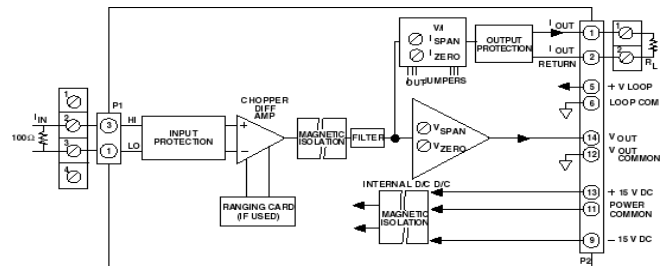 V/I
I SPAN
I ZERO
OUT JUMPERS
OUTPUT
PROTECTION
I OUT
I OUT
RETURN
1
2
1
2
RL
5
+ V LOOP
6
LOOP COM
P1
1
2
3
4
I IN
100Ω
3
1
HI
LO
INPUT
PROTECTION
CHOPPER
DIFF
AMP
+
−
MAGNETIC
ISOLATION
FILTER
V SPAN
V ZERO
14
V OUT
12
V OUT
COMMON
RANGING CARD
(IF USED)
INTERNAL D/C D/C
MAGNETIC
ISOLATION
13
+ 15 V DC
11
POWER
COMMON
9
− 15 V DC
P2